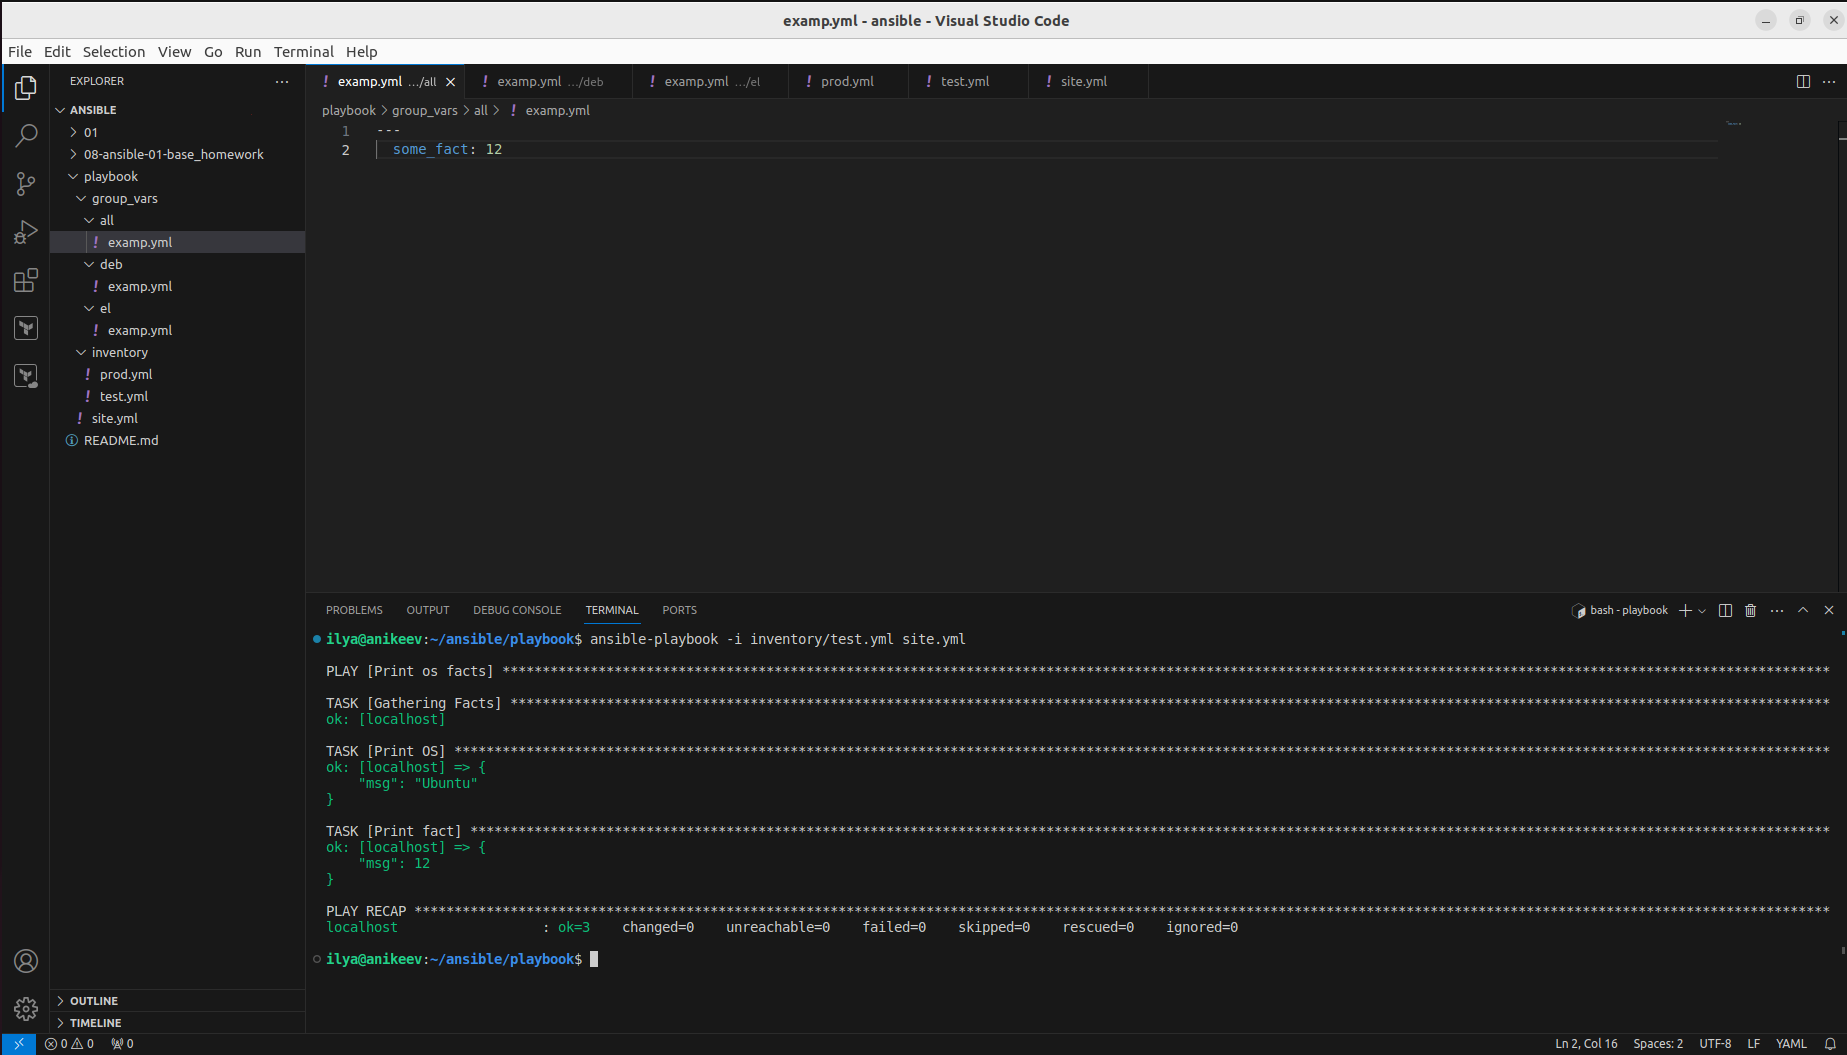 examp.yml - ansible - Visual Studio Code
File Edit Selection View Go Run Terminal Help
EXPLORER
ANSIBLE
01
08-ansible-01-base_homework
playbook
group_vars
all
examp.yml
deb
examp.yml
el
examp.yml
inventory
prod.yml
test.yml
site.yml
README.md
OUTLINE
TIMELINE
examp.yml .../all examp.yml .../deb examp.yml .../el prod.yml test.yml site.yml
playbook > group_vars > all > ! examp.yml
1 ---
2 some_fact: 12
PROBLEMS OUTPUT DEBUG CONSOLE TERMINAL PORTS
bash - playbook
ilya@anikeev:~/ansible/playbook$ ansible-playbook -i inventory/test.yml site.yml
PLAY [Print os facts] **********************************************************************
TASK [Gathering Facts] **********************************************************************
ok: [localhost]
TASK [Print OS] **********************************************************************
ok: [localhost] => {
"msg": "Ubuntu"
}
TASK [Print fact] **********************************************************************
ok: [localhost] => {
"msg": 12
}
PLAY RECAP **********************************************************************
localhost : ok=3 changed=0 unreachable=0 failed=0 skipped=0 rescued=0 ignored=0
ilya@anikeev:~/ansible/playbook$
0 0 0 Ln 2, Col 16 Spaces: 2 UTF-8 LF YAML